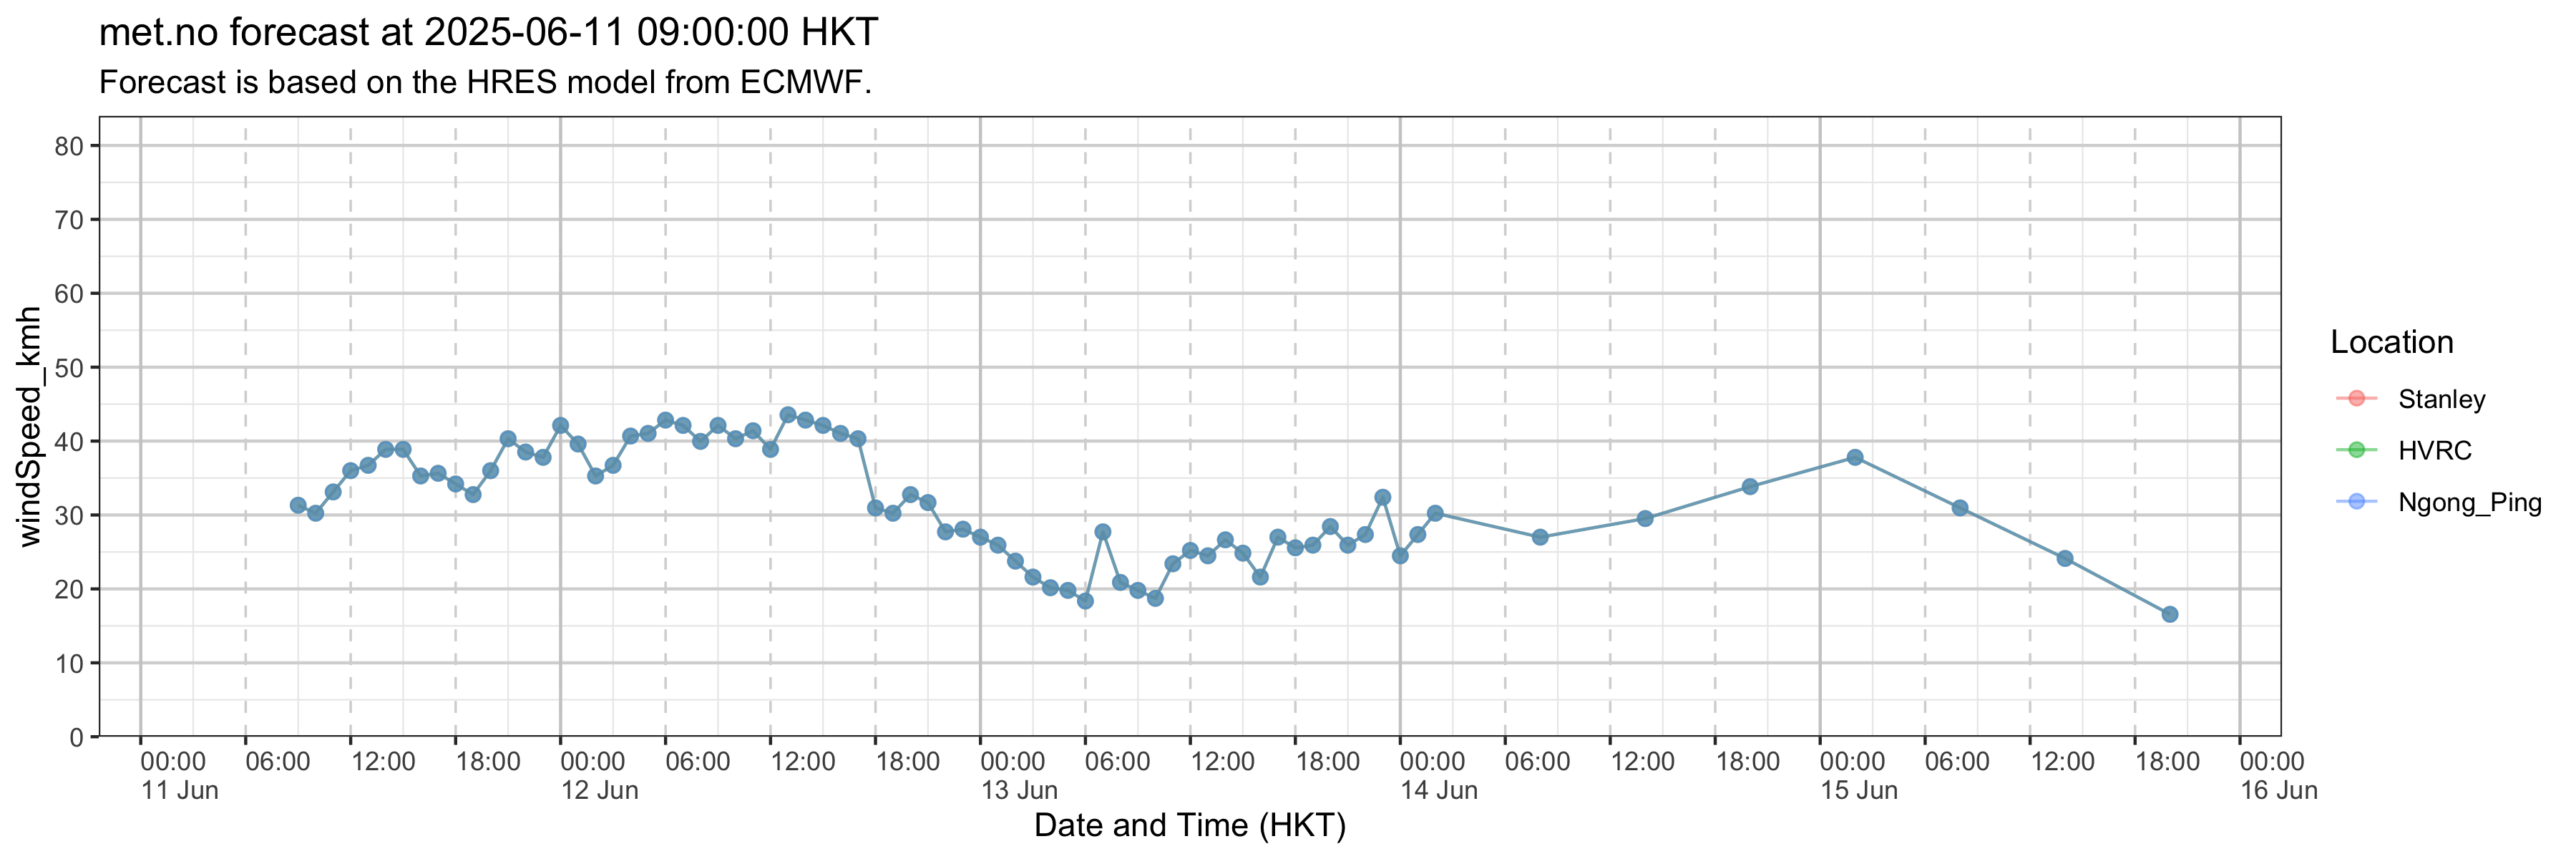 met.no forecast at 2025-06-11 09:00:00 HKT
Forecast is based on the HRES model from ECMWF.
windSpeed_kmh
80
70
60
50
40
30
20
10
0
00:00 06:00 12:00 18:00 00:00 06:00 12:00 18:00 00:00 06:00 12:00 18:00 00:00 06:00 12:00 18:00 00:00 06:00 12:00 18:00 00:00
11 Jun 12 Jun 13 Jun 14 Jun 15 Jun 16 Jun
Date and Time (HKT)
Location
Stanley
HVRC
Ngong_Ping